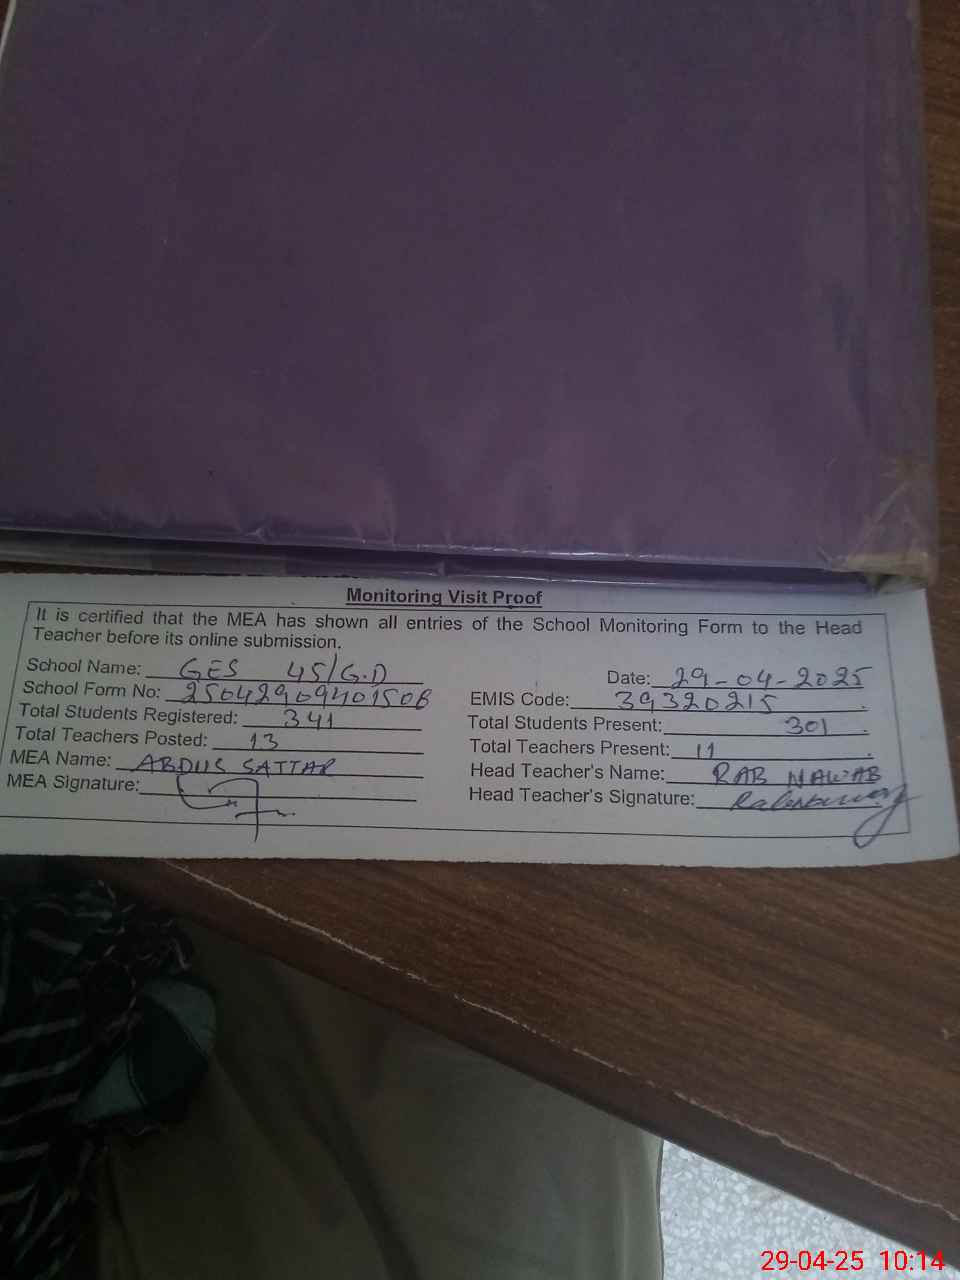 Monitoring Visit Proof
It is certified that the MEA has shown all entries of the School Monitoring Form to the Head
Teacher before its online submission.
School Name: GES 45/G.D Date: 29-04-2025
School Form No: 2504290940150B EMIS Code: 39320215
Total Students Registered: 341 Total Students Present: 301
Total Teachers Posted: 13 Total Teachers Present: 11
MEA Name: ABDUS SATTAR Head Teacher's Name: RAB NAWAB
MEA Signature: Head Teacher's Signature:
29-04-25 10:14